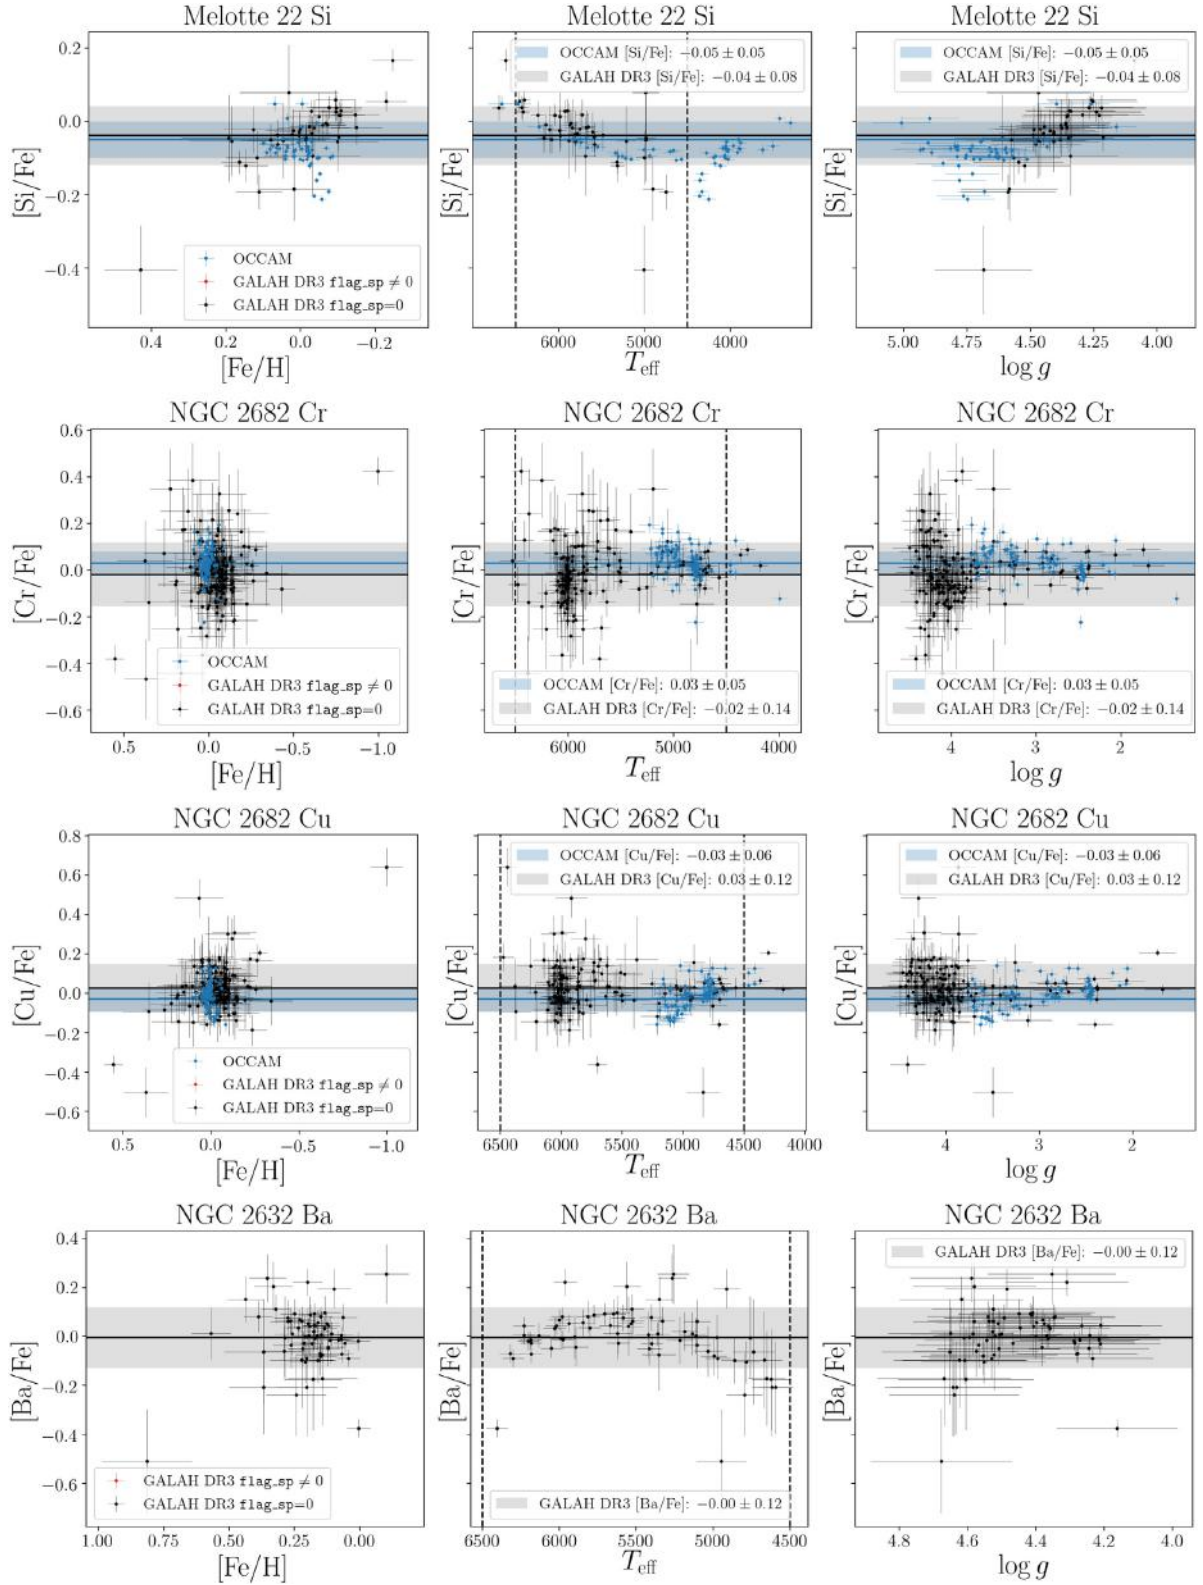 Melotte 22 Si
Melotte 22 Si
Melotte 22 Si
[Si/Fe]
0.2
0.0
−0.2
−0.4
0.4
0.2
0.0
−0.2
[Fe/H]
OCCAM
GALAH DR3 flag_sp ≠ 0
GALAH DR3 flag_sp=0
[Si/Fe]
OCCAM [Si/Fe]: −0.05 ± 0.05
GALAH DR3 [Si/Fe]: −0.04 ± 0.08
6000
5000
4000
Teff
[Si/Fe]
OCCAM [Si/Fe]: −0.05 ± 0.05
GALAH DR3 [Si/Fe]: −0.04 ± 0.08
5.00
4.75
4.50
4.25
4.00
log g
NGC 2682 Cr
NGC 2682 Cr
NGC 2682 Cr
[Cr/Fe]
0.6
0.4
0.2
0.0
−0.2
−0.4
−0.6
OCCAM
GALAH DR3 flag_sp ≠ 0
GALAH DR3 flag_sp=0
0.5
0.0
−0.5
−1.0
[Fe/H]
[Cr/Fe]
OCCAM [Cr/Fe]: 0.03 ± 0.05
GALAH DR3 [Cr/Fe]: −0.02 ± 0.14
6000
5000
4000
Teff
[Cr/Fe]
OCCAM [Cr/Fe]: 0.03 ± 0.05
GALAH DR3 [Cr/Fe]: −0.02 ± 0.14
4
3
2
log g
NGC 2682 Cu
NGC 2682 Cu
NGC 2682 Cu
[Cu/Fe]
0.8
0.6
0.4
0.2
0.0
−0.2
−0.4
−0.6
OCCAM
GALAH DR3 flag_sp ≠ 0
GALAH DR3 flag_sp=0
0.5
0.0
−0.5
−1.0
[Fe/H]
[Cu/Fe]
OCCAM [Cu/Fe]: −0.03 ± 0.06
GALAH DR3 [Cu/Fe]: 0.03 ± 0.12
6500
6000
5500
5000
4500
4000
Teff
[Cu/Fe]
OCCAM [Cu/Fe]: −0.03 ± 0.06
GALAH DR3 [Cu/Fe]: 0.03 ± 0.12
4
3
2
log g
NGC 2632 Ba
NGC 2632 Ba
NGC 2632 Ba
[Ba/Fe]
0.4
0.2
0.0
−0.2
−0.4
−0.6
GALAH DR3 flag_sp ≠ 0
GALAH DR3 flag_sp=0
1.00
0.75
0.50
0.25
0.00
[Fe/H]
[Ba/Fe]
GALAH DR3 [Ba/Fe]: −0.00 ± 0.12
6500
6000
5500
5000
4500
Teff
[Ba/Fe]
GALAH DR3 [Ba/Fe]: −0.00 ± 0.12
4.8
4.6
4.4
4.2
4.0
log g